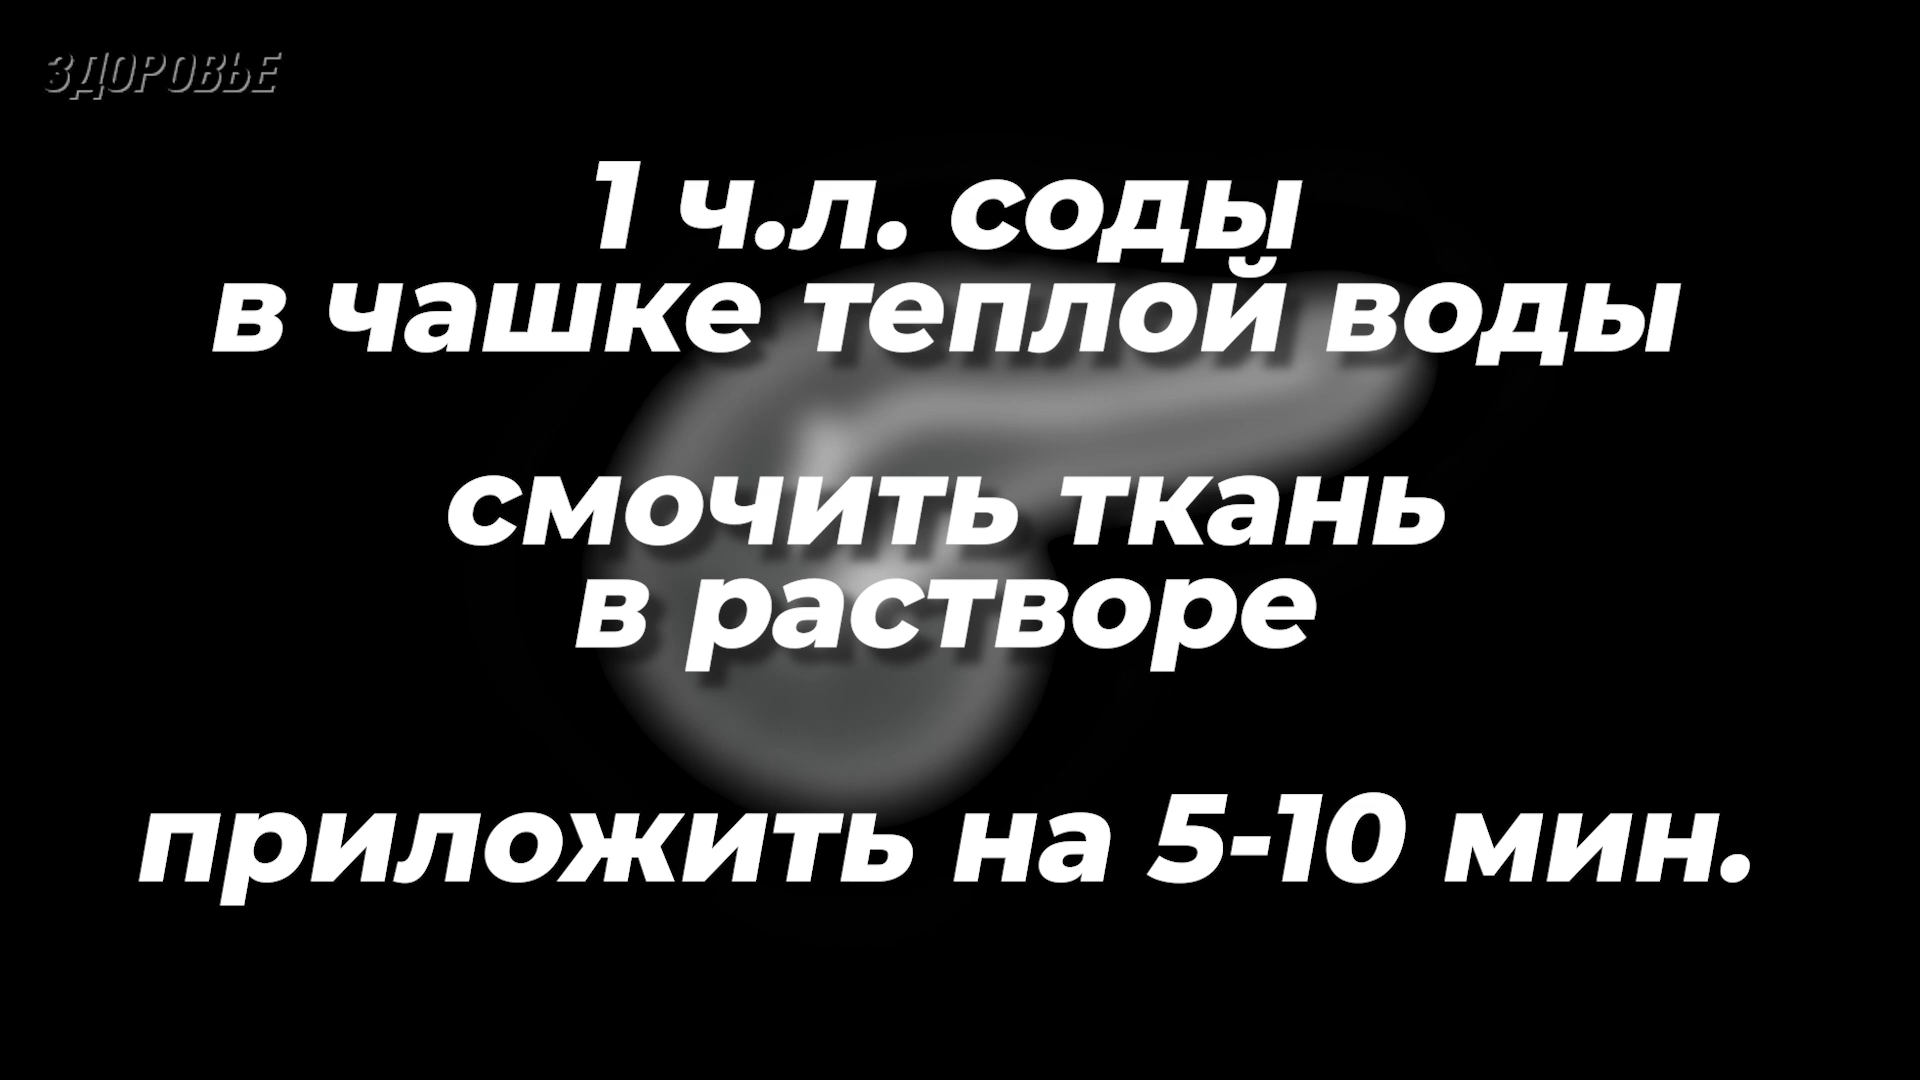 ЗДОРОВЬЕ
1 ч.л. соды
в чашке теплой воды
смочить ткань
в растворе
приложить на 5-10 мин.